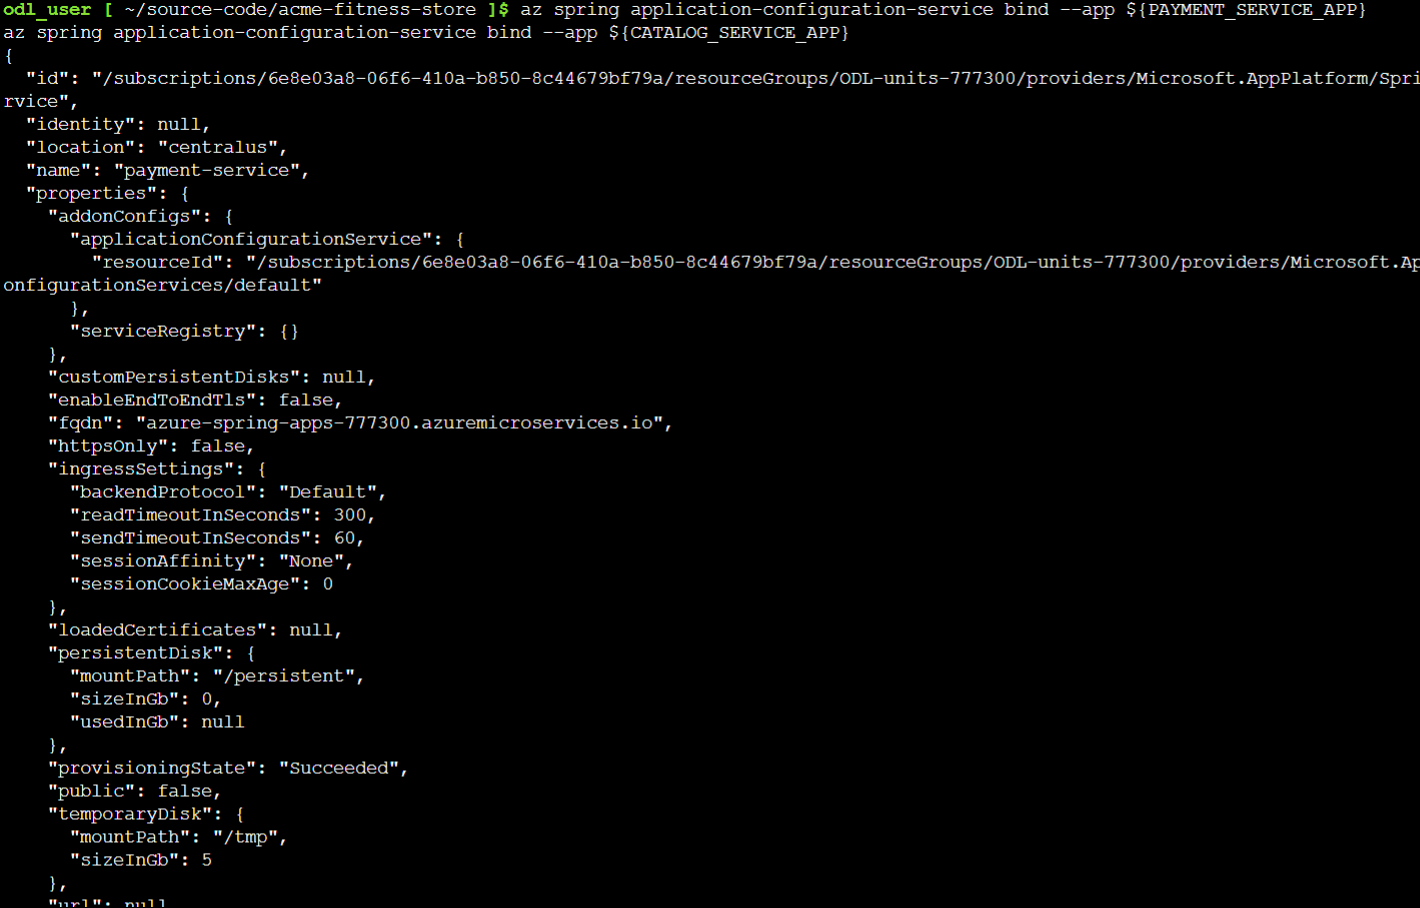 odl_user [ ~/source-code/acme-fitness-store ]$ az spring application-configuration-service bind --app ${PAYMENT_SERVICE_APP}
az spring application-configuration-service bind --app ${CATALOG_SERVICE_APP}
{
  "id": "/subscriptions/6e8e03a8-06f6-410a-b850-8c44679bf79a/resourceGroups/ODL-units-777300/providers/Microsoft.AppPlatform/Spri
rvice",
  "identity": null,
  "location": "centralus",
  "name": "payment-service",
  "properties": {
    "addonConfigs": {
      "applicationConfigurationService": {
        "resourceId": "/subscriptions/6e8e03a8-06f6-410a-b850-8c44679bf79a/resourceGroups/ODL-units-777300/providers/Microsoft.Ap
onfigurationServices/default"
      },
      "serviceRegistry": {}
    },
    "customPersistentDisks": null,
    "enableEndToEndTls": false,
    "fqdn": "azure-spring-apps-777300.azuremicroservices.io",
    "httpsOnly": false,
    "ingressSettings": {
      "backendProtocol": "Default",
      "readTimeoutInSeconds": 300,
      "sendTimeoutInSeconds": 60,
      "sessionAffinity": "None",
      "sessionCookieMaxAge": 0
    },
    "loadedCertificates": null,
    "persistentDisk": {
      "mountPath": "/persistent",
      "sizeInGb": 0,
      "usedInGb": null
    },
    "provisioningState": "Succeeded",
    "public": false,
    "temporaryDisk": {
      "mountPath": "/tmp",
      "sizeInGb": 5
    },
    "url": null